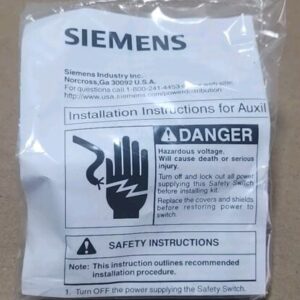 SIEMENS
Siemens Industry Inc.
Norcross, Ga 30092 U.S.A.
For questions call 1-800-241-4453
http://www.usa.siemens.com/powerdistribution
Installation Instructions for Auxil
DANGER
Hazardous voltage.
Will cause death or serious
injury.
Turn off and lock out all power
supplying this Safety Switch
before installing kit.
Replace the covers and shields
before restoring power to
switch.
SAFETY INSTRUCTIONS
Note: This instruction outlines recommended
installation procedure.
1. Turn OFF the power supplying the Safety Switch.